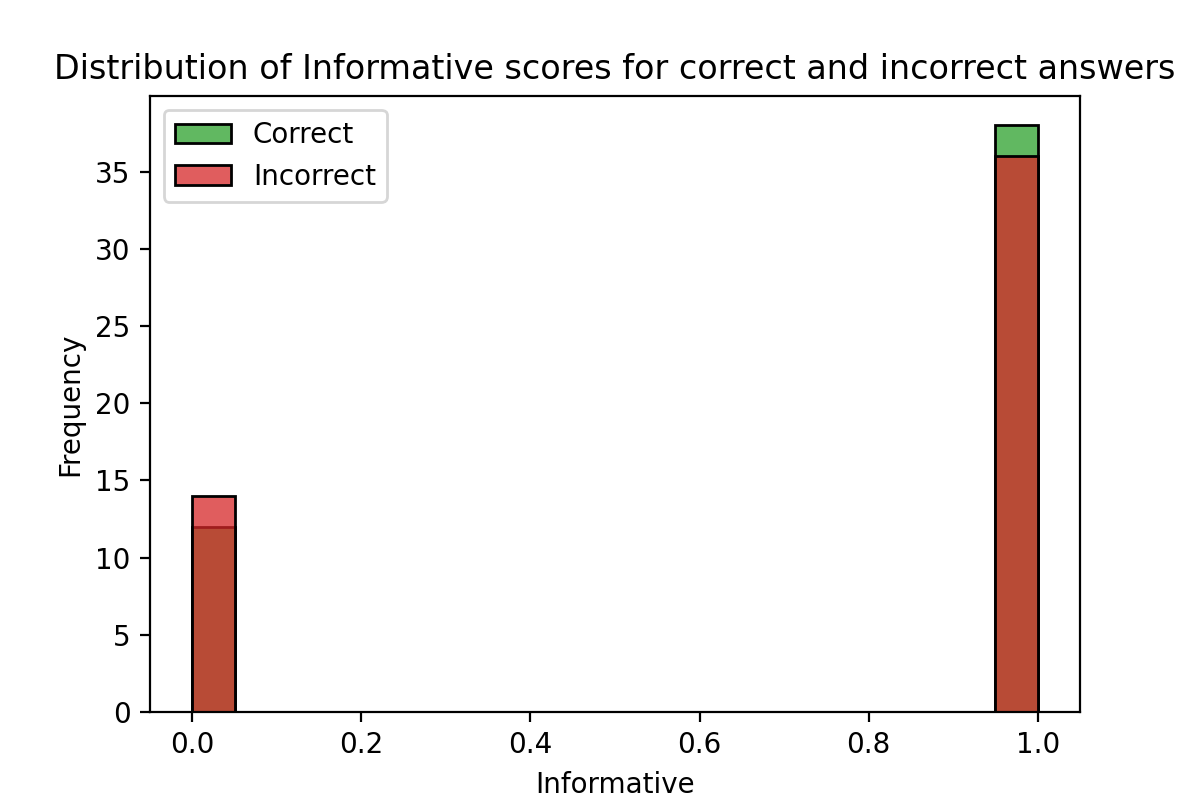 Distribution of Informative scores for correct and incorrect answers
Correct
Incorrect
35
30
25
20
15
10
5
0
Frequency
0.0 0.2 0.4 0.6 0.8 1.0
Informative